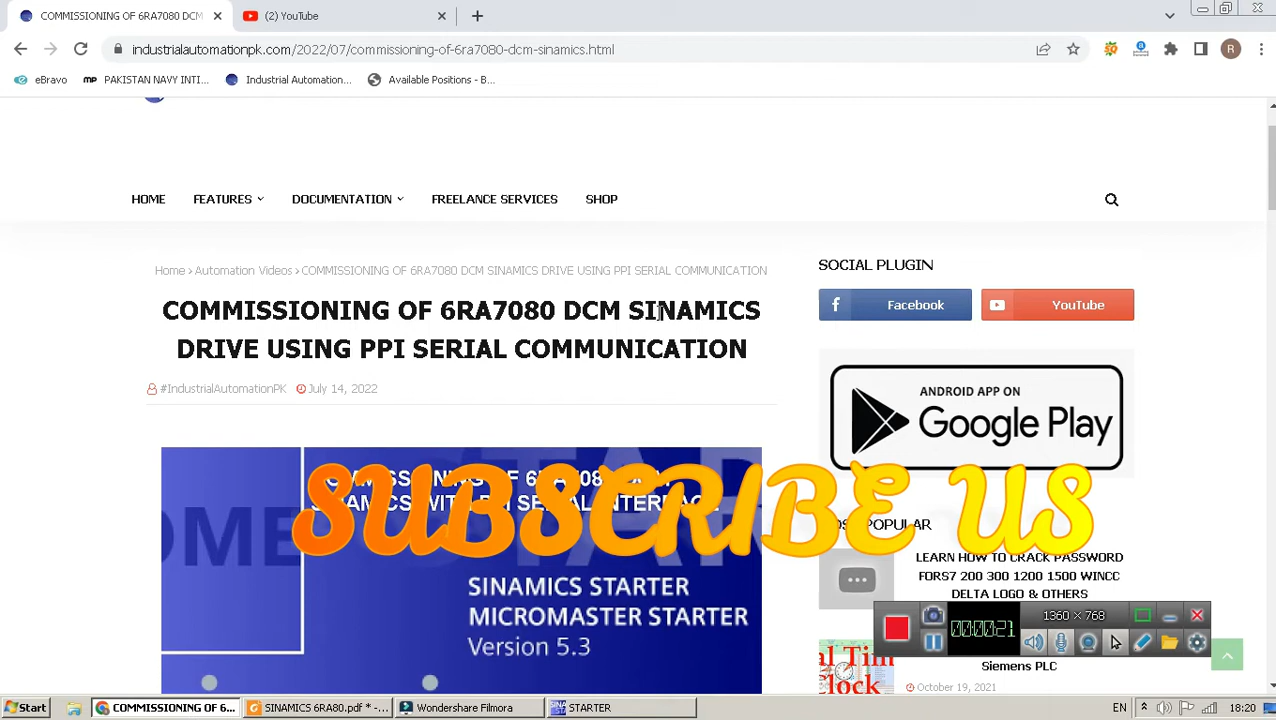 COMMISSIONING OF 6RA7080 DCM
(2) YouTube
industrialautomationpk.com/2022/07/commissioning-of-6ra7080-dcm-sinamics.html
R
eBravo
PAKISTAN NAVY INTI...
Industrial Automation...
Available Positions - B...
HOME
FEATURES
DOCUMENTATION
FREELANCE SERVICES
SHOP
Home > Automation Videos > COMMISSIONING OF 6RA7080 DCM SINAMICS DRIVE USING PPI SERIAL COMMUNICATION
SOCIAL PLUGIN
Facebook
YouTube
COMMISSIONING OF 6RA7080 DCM SINAMICS
DRIVE USING PPI SERIAL COMMUNICATION
#IndustrialAutomationPK
July 14, 2022
ANDROID APP ON
Google Play
SUBSCRIBE US
SINAMICS STARTER
MICROMASTER STARTER
Version 5.3
POPULAR
LEARN HOW TO CRACK PASSWORD
FORS7 200 300 1200 1500 WINCC
DELTA LOGO & OTHERS
1360 × 768
00:00:21
Siemens PLC
October 19, 2021
Start
COMMISSIONING OF 6...
SINAMICS 6RA80.pdf * - ...
Wondershare Filmora
STARTER
EN
18:20